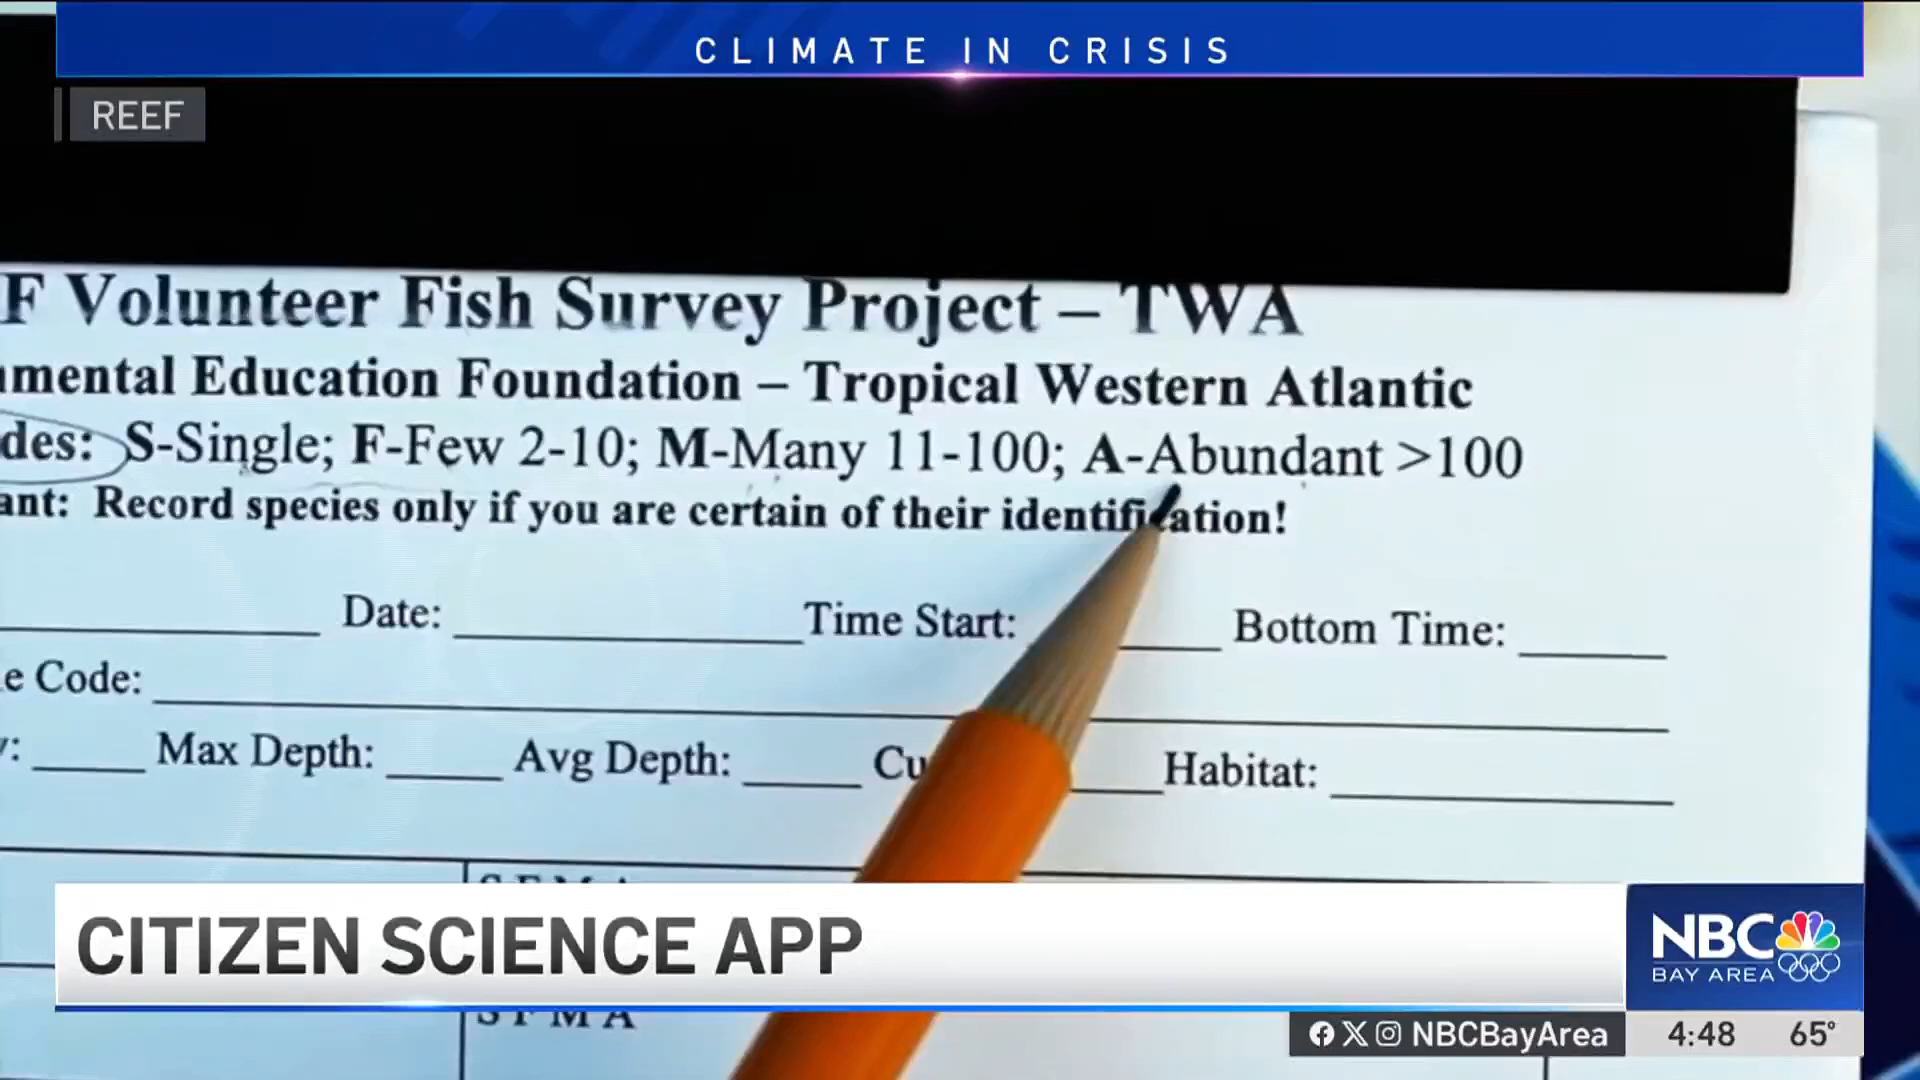 CLIMATE IN CRISIS
REEF
F Volunteer Fish Survey Project – TWA
mental Education Foundation – Tropical Western Atlantic
des: S-Single; F-Few 2-10; M-Many 11-100; A-Abundant >100
ant: Record species only if you are certain of their identification!
Date: Time Start: Bottom Time:
e Code:
y: Max Depth: Avg Depth: Cu Habitat:
S F M A
CITIZEN SCIENCE APP
NBC
BAY AREA
S F M A
NBCBayArea 4:48 65°